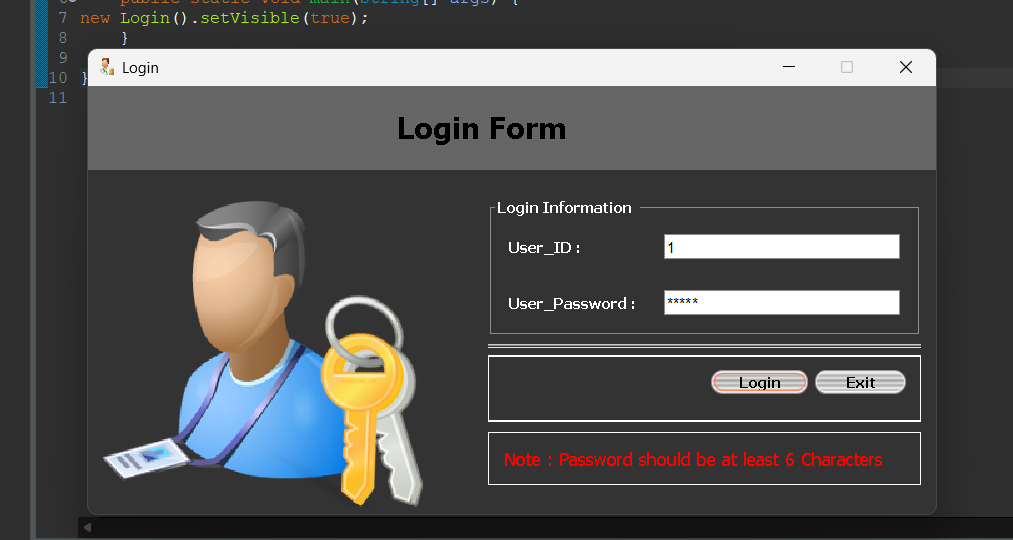 6 public static void main(String[] args) {
7 new Login().setVisible(true);
8 }
9
10 }
11
Login
Login Form
Login Information
User_ID :
1
User_Password :
*****
Login Exit
Note : Password should be at least 6 Characters